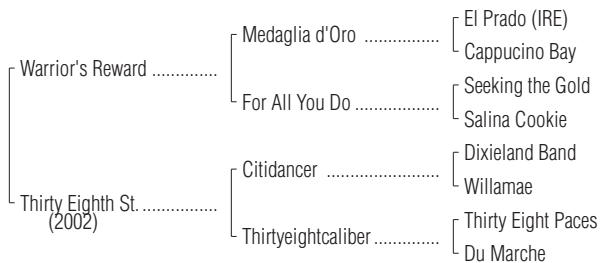 El Prado (IRE)
Medaglia d'Oro ................
Cappucino Bay
Warrior's Reward ..............
Seeking the Gold
For All You Do ..................
Salina Cookie
Dixieland Band
Citidancer ........................
Willamae
Thirty Eighth St. ................
(2002)
Thirty Eight Paces
Thirtyeightcaliber ..............
Du Marche